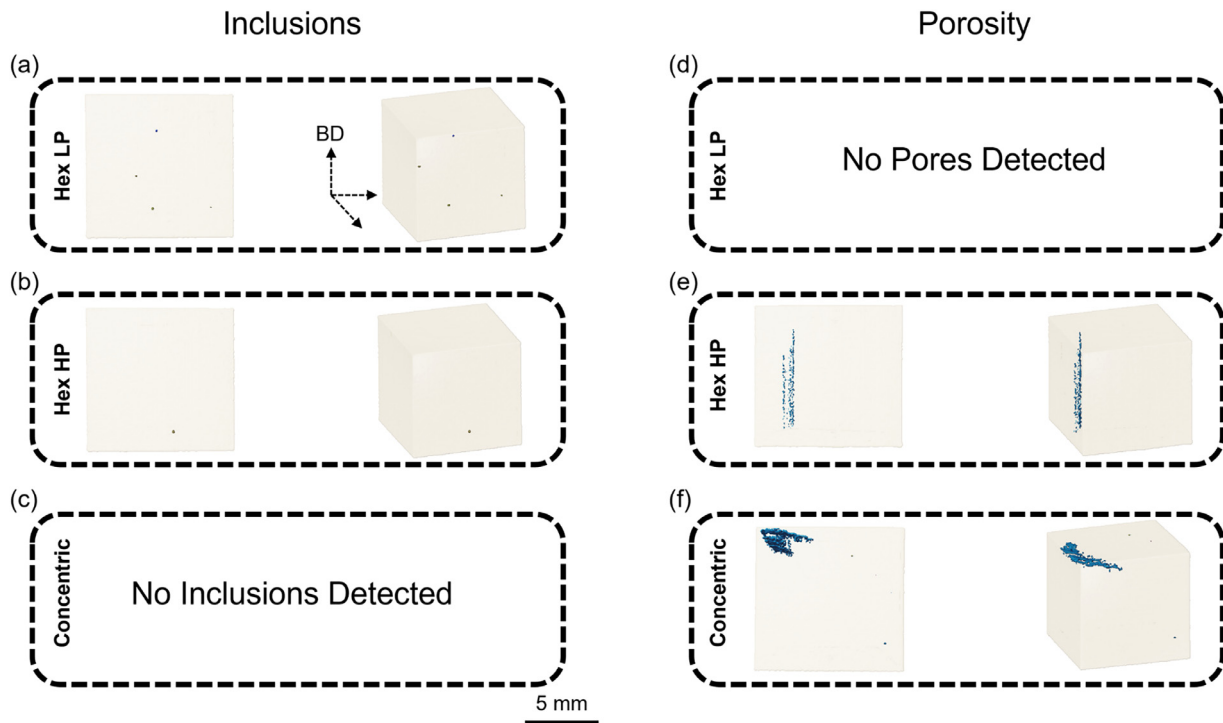 Inclusions
Porosity
(a)
Hex LP
BD
(d)
Hex LP
No Pores Detected
(b)
Hex HP
(e)
Hex HP
(c)
Concentric
No Inclusions Detected
(f)
Concentric
5 mm